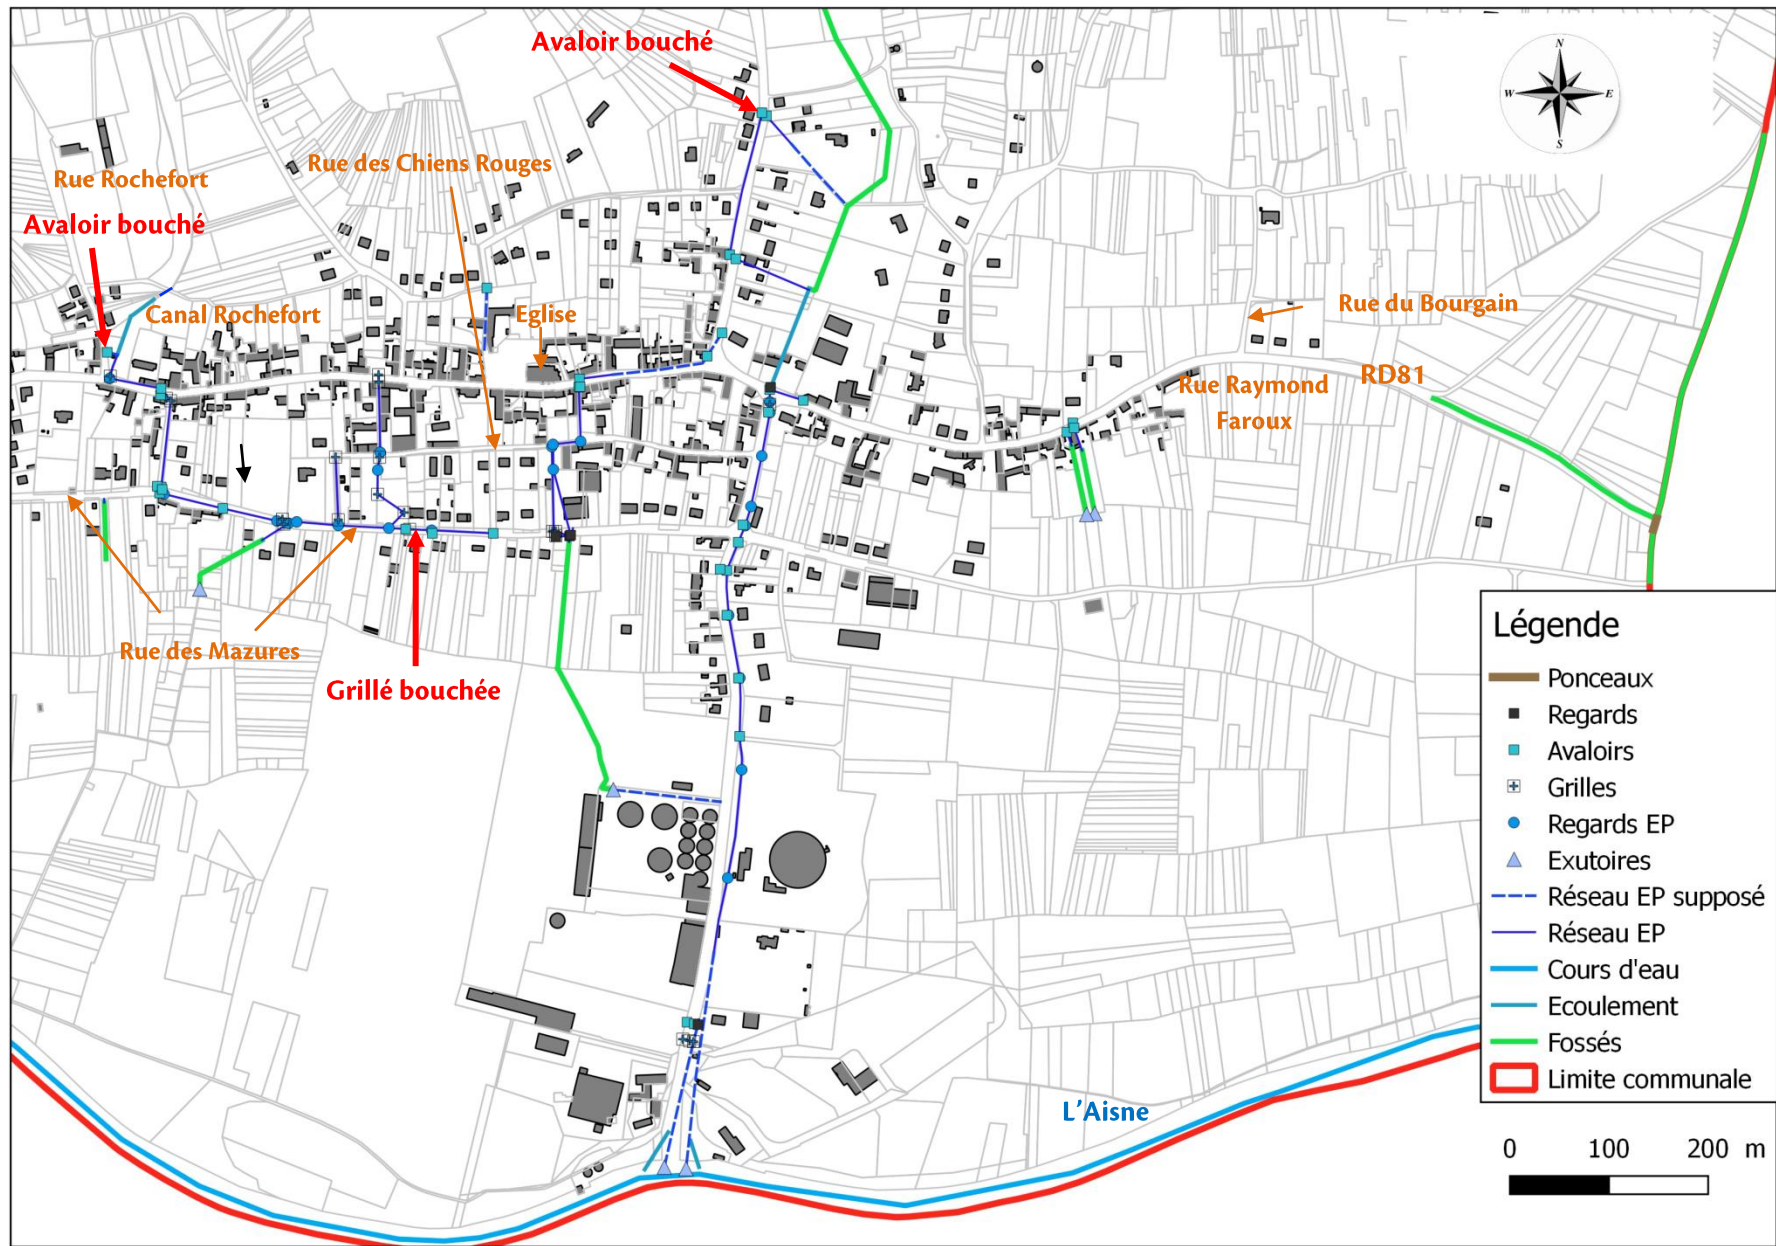 Avaloir bouché
N
W
E
S
Rue des Chiens Rouges
Rue Rochefort
Avaloir bouché
Canal Rochefort
Eglise
Rue du Bourgain
Rue Raymond
Faroux
RD81
Rue des Mazures
Grillé bouchée
L'Aisne
Légende
Ponceaux
Regards
Avaloirs
Grilles
Regards EP
Exutoires
Réseau EP supposé
Réseau EP
Cours d'eau
Ecoulement
Fossés
Limite communale
0 100 200 m